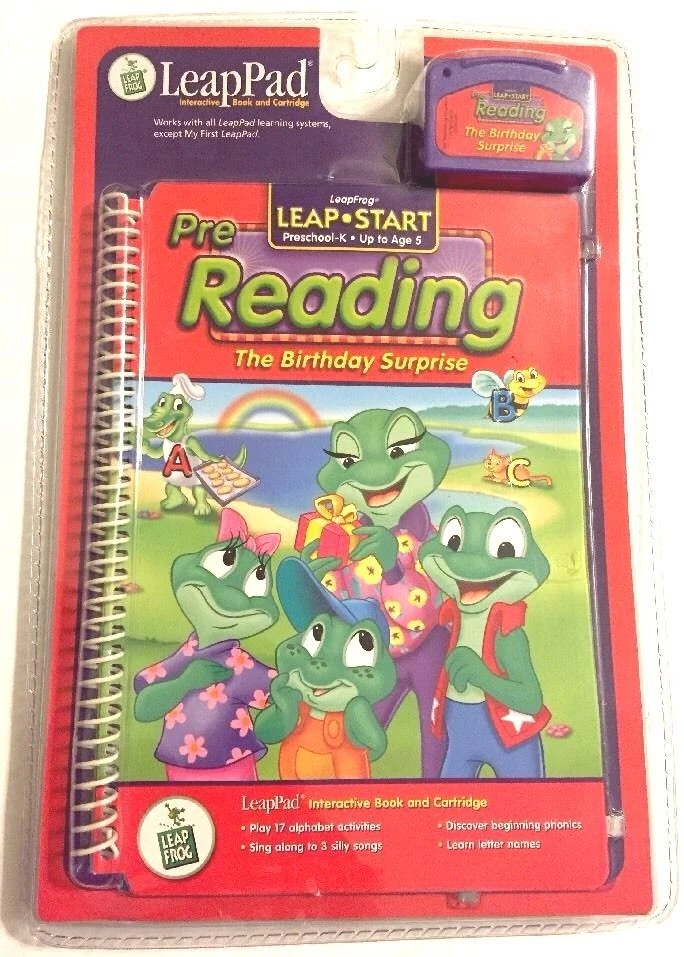 LEAP
FROG
LeapPad®
Interactive Book and Cartridge
Works with all LeapPad learning systems,
except My First LeapPad.
LEAP•START
Pre
Reading
The Birthday
Surprise
LeapFrog®
LEAP•START
Preschool-K • Up to Age 5
Pre
Reading
The Birthday Surprise
A
B
C
LEAP
FROG
LeapPad® Interactive Book and Cartridge
• Play 17 alphabet activities
• Sing along to 3 silly songs
• Discover beginning phonics
• Learn letter names